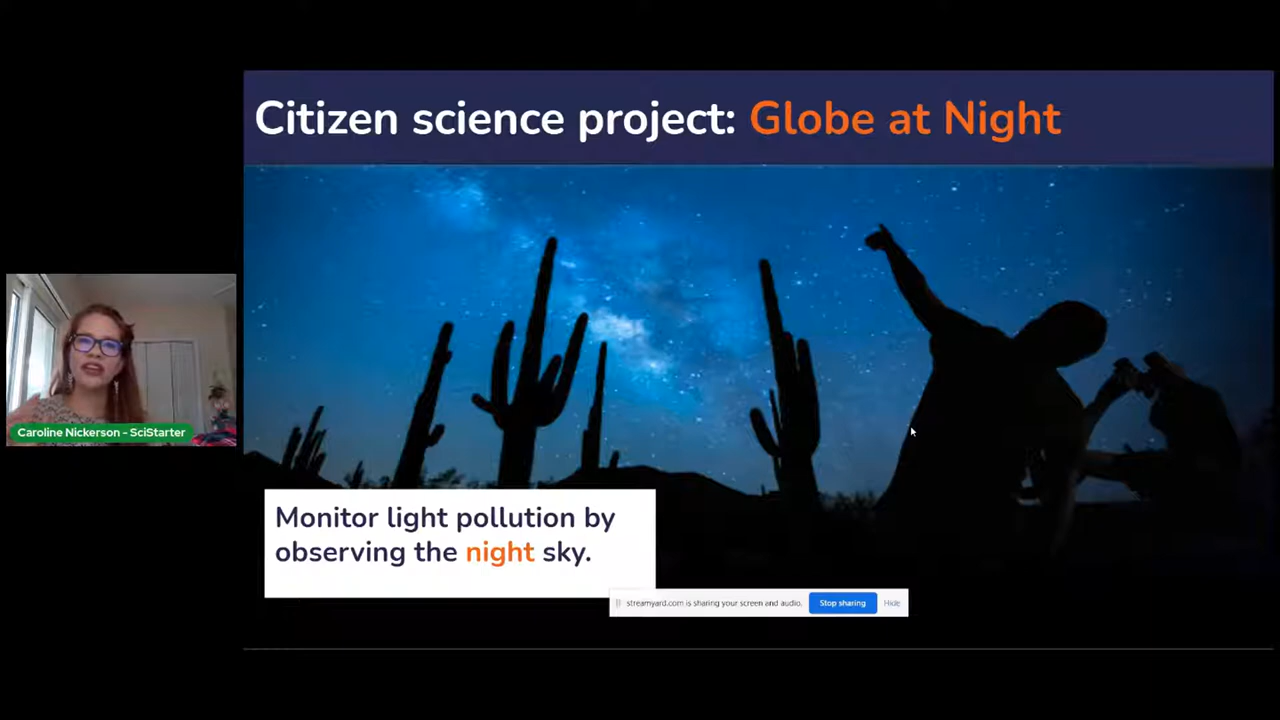 Citizen science project: Globe at Night
Caroline Nickerson - SciStarter
Monitor light pollution by
observing the night sky.
streamyard.com is sharing your screen and audio. Stop sharing Hide